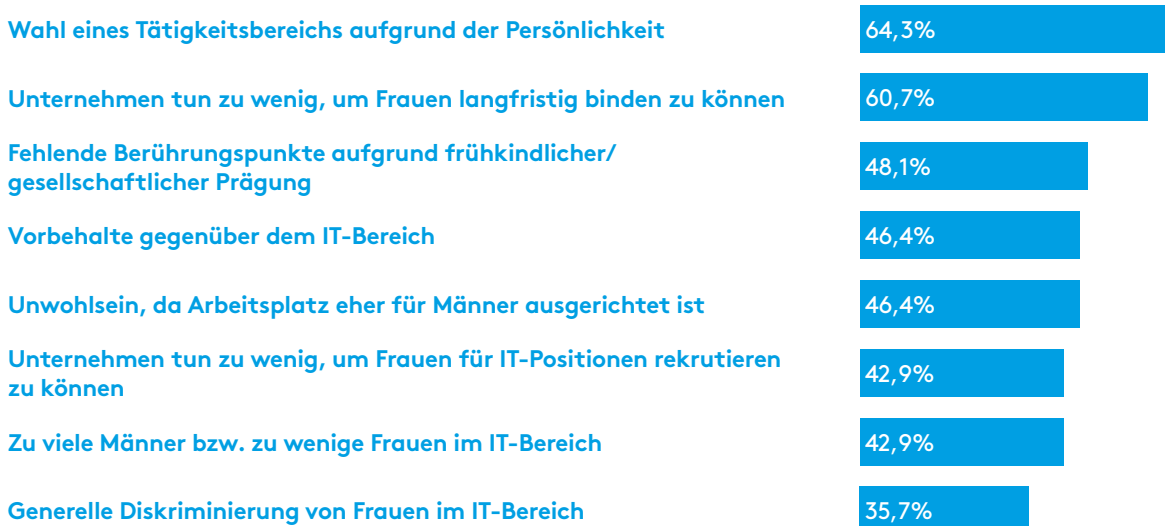 Wahl eines Tätigkeitsbereichs aufgrund der Persönlichkeit 64,3%
Unternehmen tun zu wenig, um Frauen langfristig binden zu können 60,7%
Fehlende Berührungspunkte aufgrund frühkindlicher/
gesellschaftlicher Prägung 48,1%
Vorbehalte gegenüber dem IT-Bereich 46,4%
Unwohlsein, da Arbeitsplatz eher für Männer ausgerichtet ist 46,4%
Unternehmen tun zu wenig, um Frauen für IT-Positionen rekrutieren
zu können 42,9%
Zu viele Männer bzw. zu wenige Frauen im IT-Bereich 42,9%
Generelle Diskriminierung von Frauen im IT-Bereich 35,7%